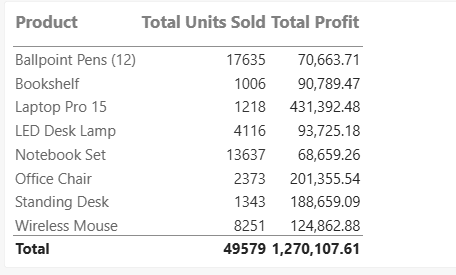 Product Total Units Sold Total Profit
Ballpoint Pens (12) 17635 70,663.71
Bookshelf 1006 90,789.47
Laptop Pro 15 1218 431,392.48
LED Desk Lamp 4116 93,725.18
Notebook Set 13637 68,659.26
Office Chair 2373 201,355.54
Standing Desk 1343 188,659.09
Wireless Mouse 8251 124,862.88
Total 49579 1,270,107.61